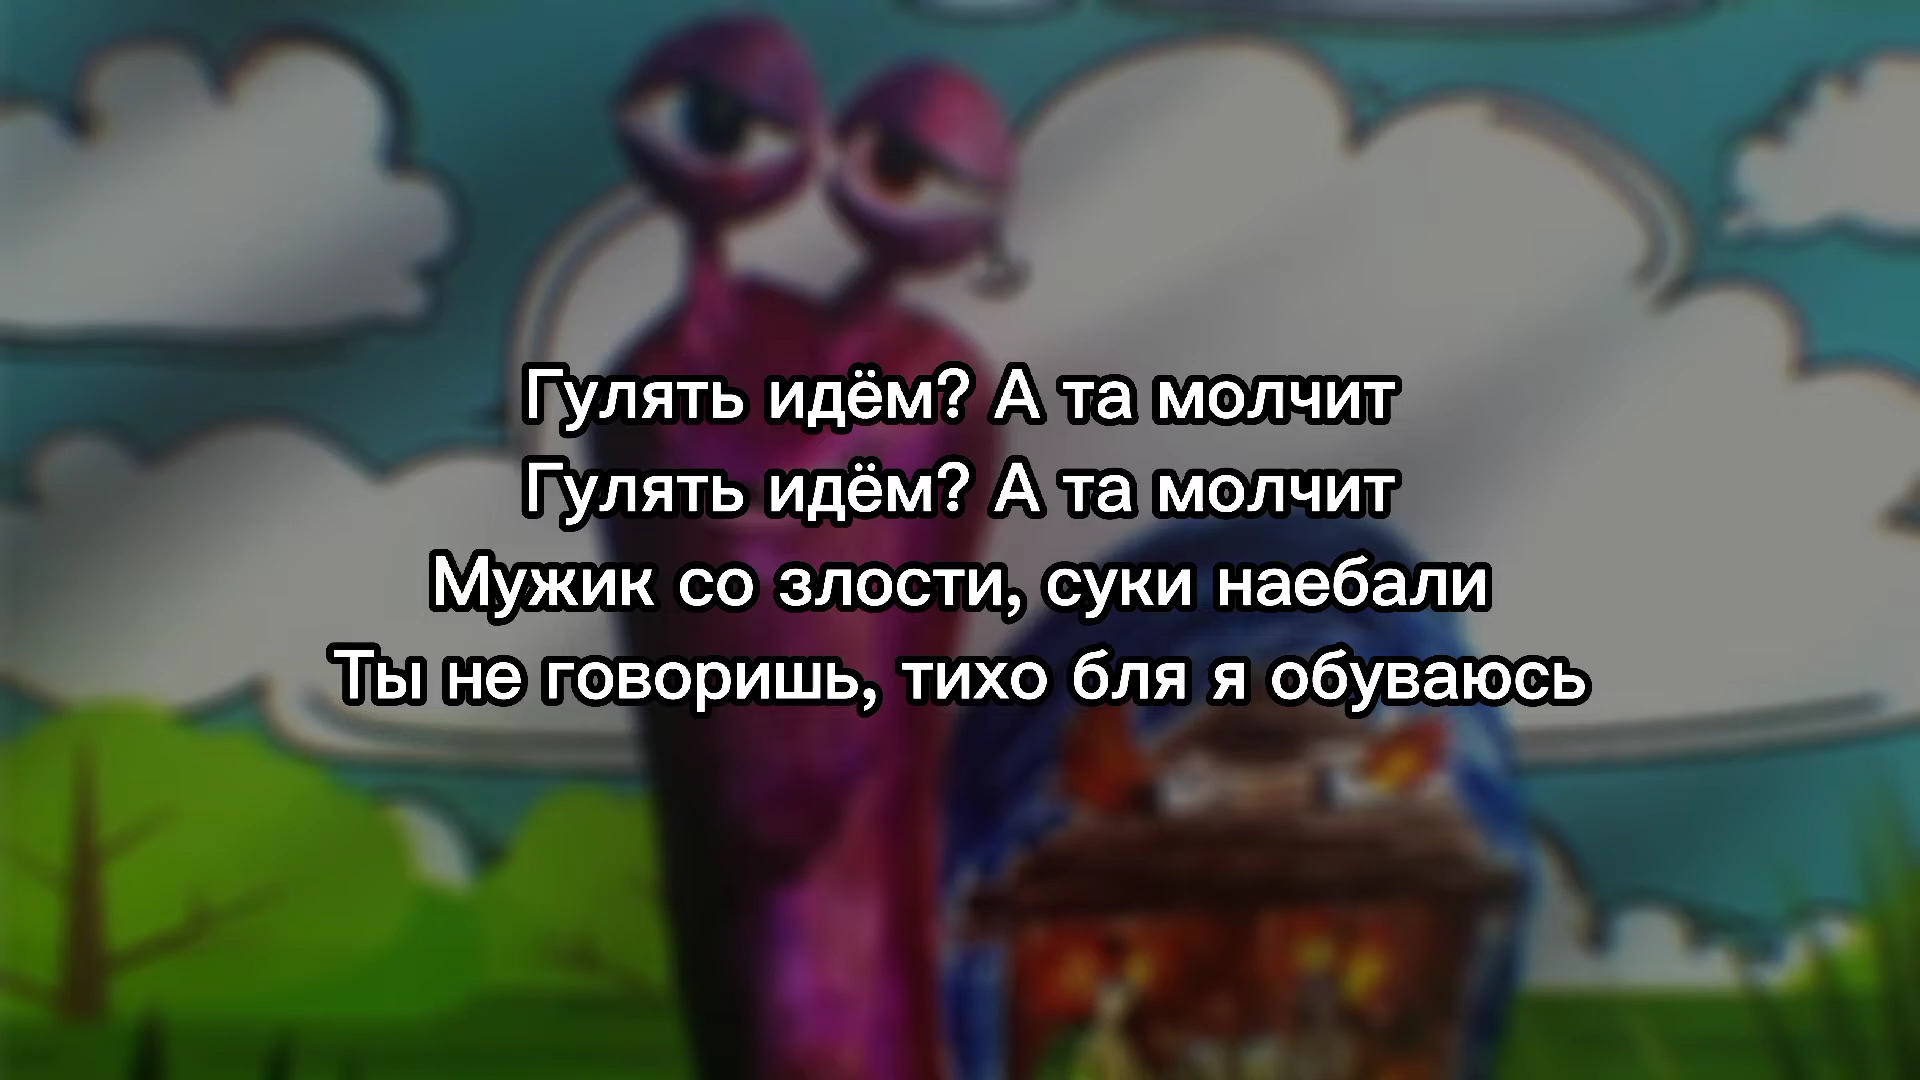 Гулять идём? А та молчит
Гулять идём? А та молчит
Мужик со злости, суки наебали
Ты не говоришь, тихо бля я обуваюсь